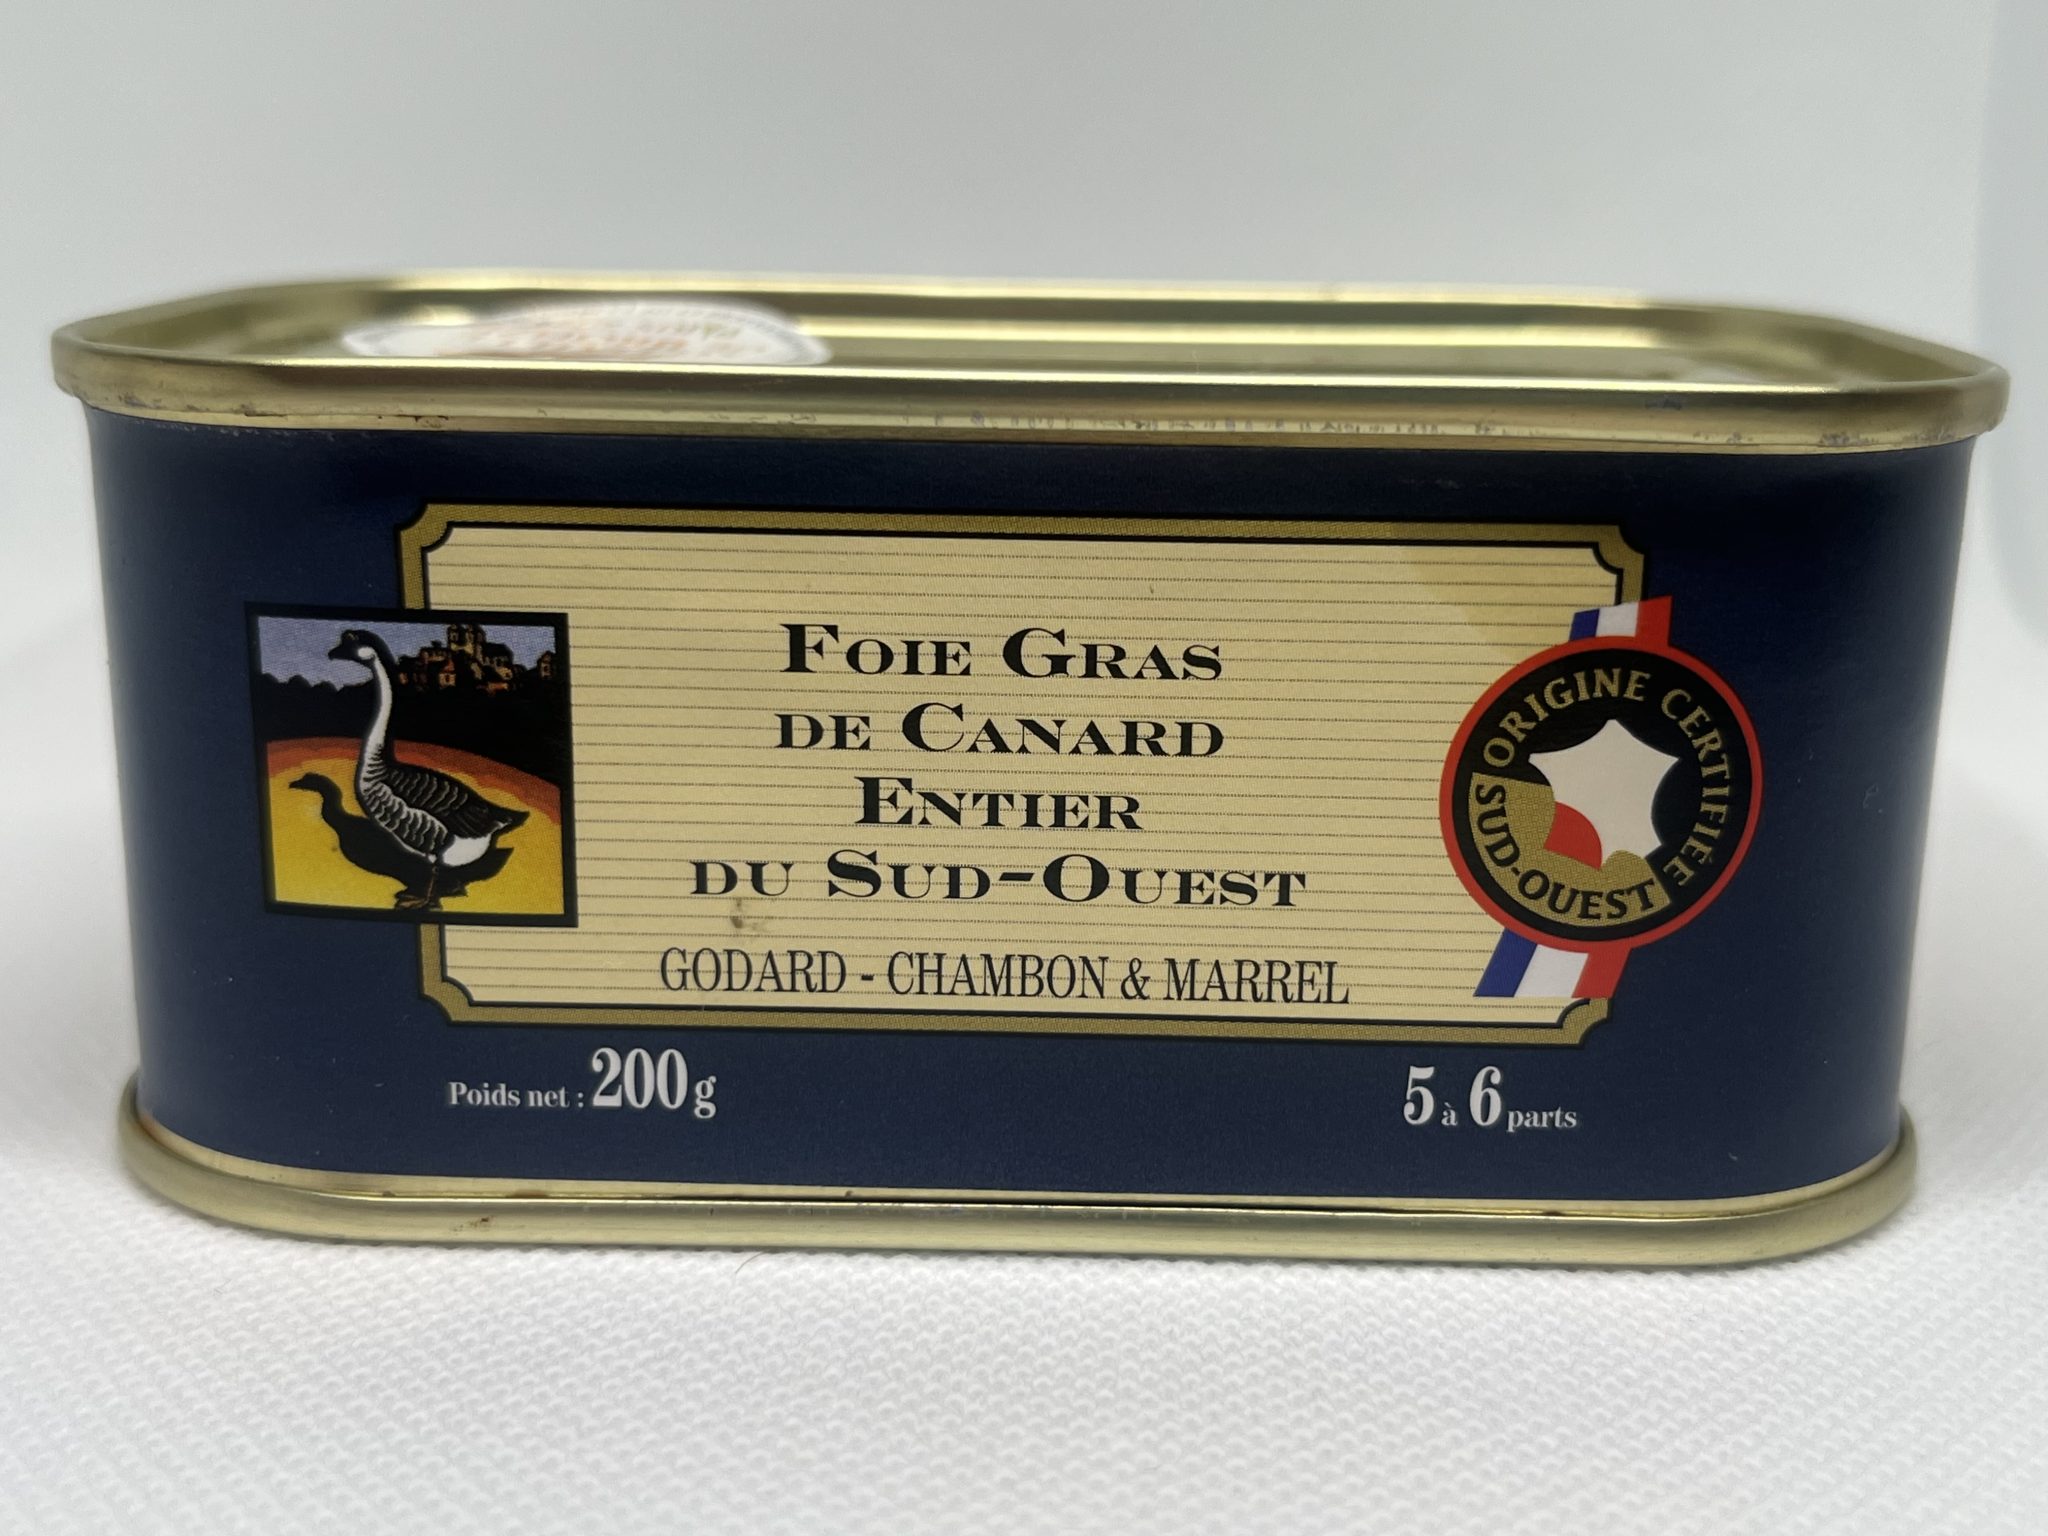 FOIE GRAS
DE CANARD
ENTIER
DU SUD-OUEST
GODARD - CHAMBON & MARREL
ORIGINE CERTIFIÉE
SUD-OUEST
Poids net : 200 g
5 à 6 parts